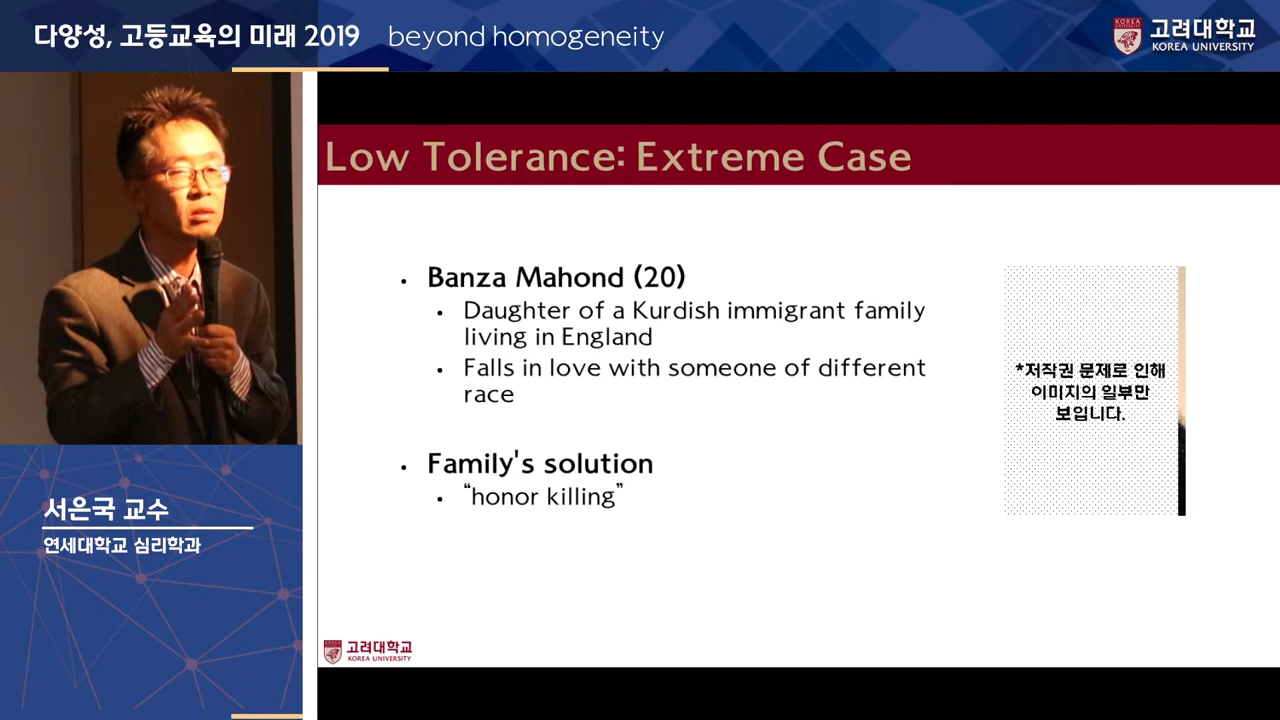 다양성, 고등교육의 미래 2019 beyond homogeneity
KOREA
고려대학교
KOREA UNIVERSITY
Low Tolerance: Extreme Case
• Banza Mahond (20)
• Daughter of a Kurdish immigrant family
living in England
• Falls in love with someone of different
race
*저작권 문제로 인해
이미지의 일부만
보입니다.
• Family's solution
• “honor killing”
서은국 교수
연세대학교 심리학과
고려대학교
KOREA UNIVERSITY